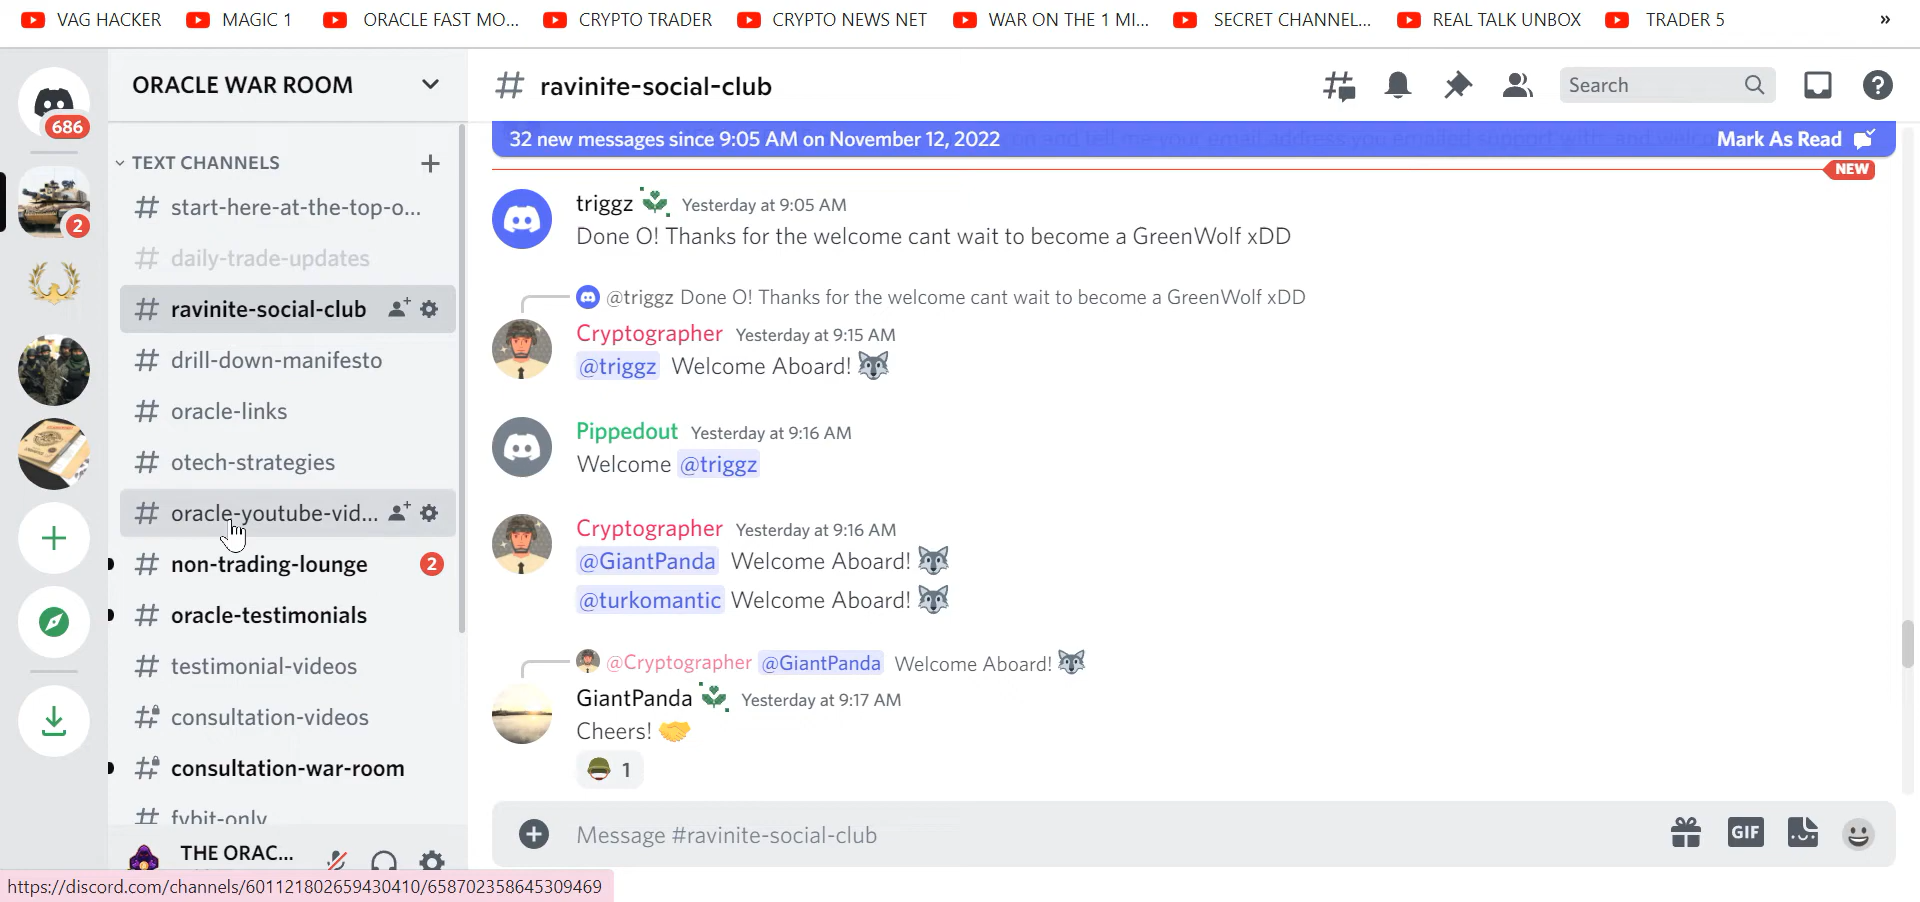 VAG HACKER MAGIC 1 ORACLE FAST MO... CRYPTO TRADER CRYPTO NEWS NET WAR ON THE 1 MI... SECRET CHANNEL... REAL TALK UNBOX TRADER 5 »
686
2
ORACLE WAR ROOM
TEXT CHANNELS
# start-here-at-the-top-o...
# daily-trade-updates
# ravinite-social-club
# drill-down-manifesto
# oracle-links
# otech-strategies
# oracle-youtube-vid...
# non-trading-lounge 2
# oracle-testimonials
# testimonial-videos
# consultation-videos
# consultation-war-room
# fybit-only
THE ORAC...
# ravinite-social-club
Search
32 new messages since 9:05 AM on November 12, 2022 Mark As Read
NEW
triggz Yesterday at 9:05 AM
Done O! Thanks for the welcome cant wait to become a GreenWolf xDD
@triggz Done O! Thanks for the welcome cant wait to become a GreenWolf xDD
Cryptographer Yesterday at 9:15 AM
@triggz Welcome Aboard! 🐺
Pippedout Yesterday at 9:16 AM
Welcome @triggz
Cryptographer Yesterday at 9:16 AM
@GiantPanda Welcome Aboard! 🐺
@turkomantic Welcome Aboard! 🐺
@Cryptographer @GiantPanda Welcome Aboard! 🐺
GiantPanda Yesterday at 9:17 AM
Cheers! 🤝
1
Message #ravinite-social-club
GIF
https://discord.com/channels/601121802659430410/658702358645309469